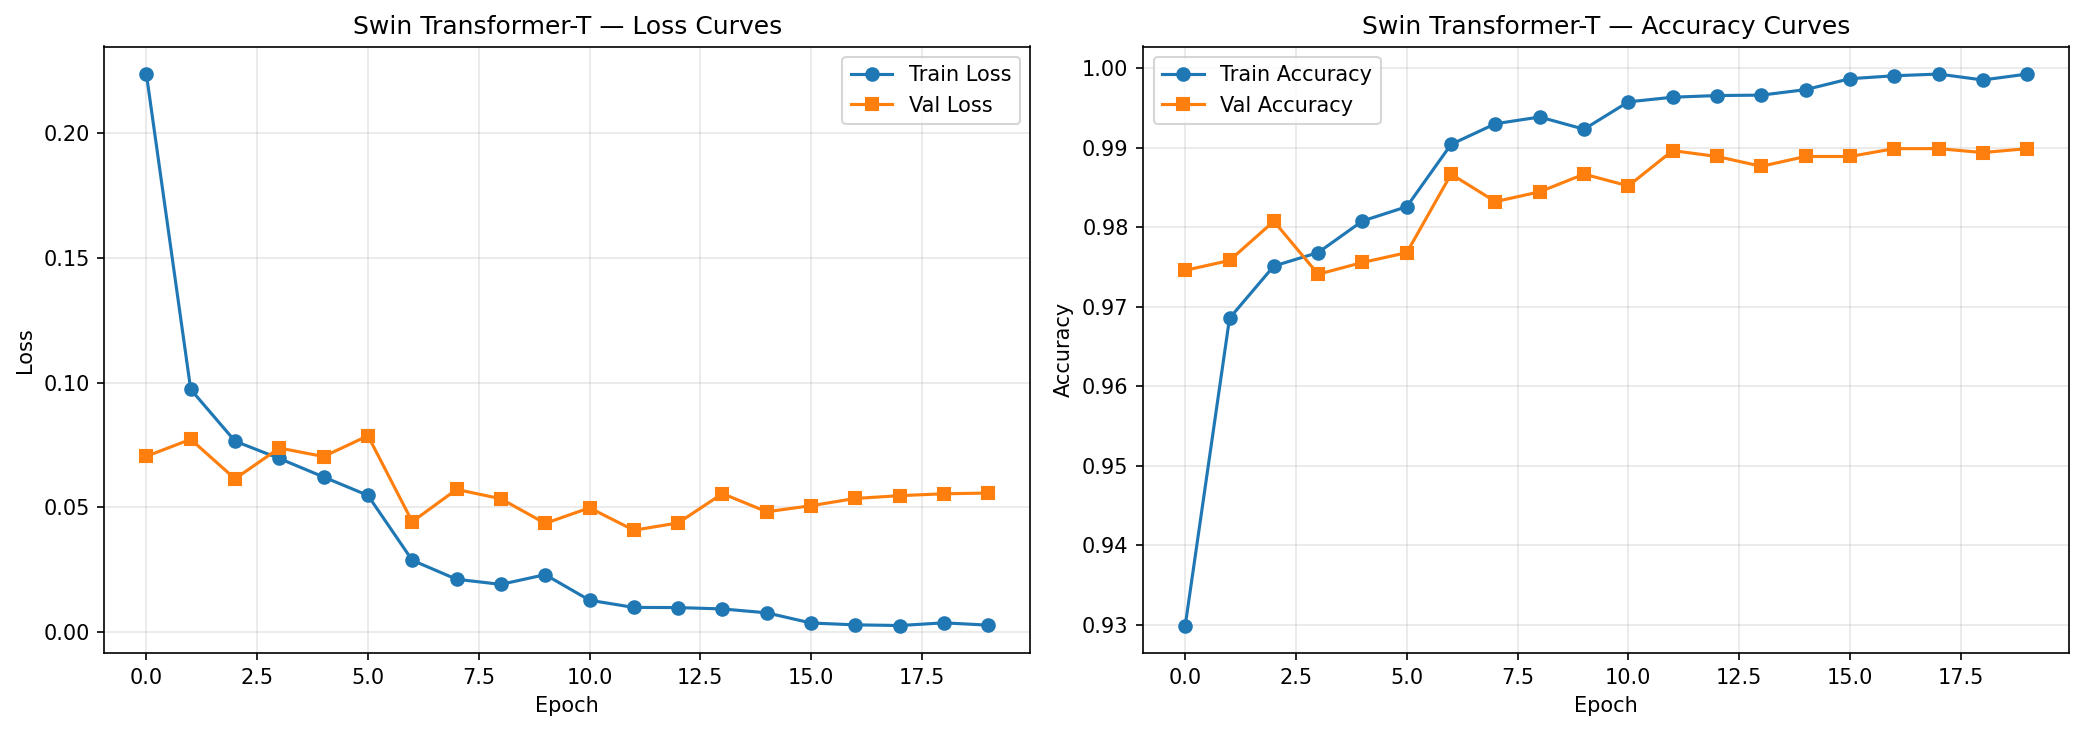 Swin Transformer-T — Loss Curves
Train Loss
Val Loss
0.20
0.15
0.10
0.05
0.00
Loss
0.0 2.5 5.0 7.5 10.0 12.5 15.0 17.5
Epoch
Swin Transformer-T — Accuracy Curves
Train Accuracy
Val Accuracy
1.00
0.99
0.98
0.97
0.96
0.95
0.94
0.93
Accuracy
0.0 2.5 5.0 7.5 10.0 12.5 15.0 17.5
Epoch